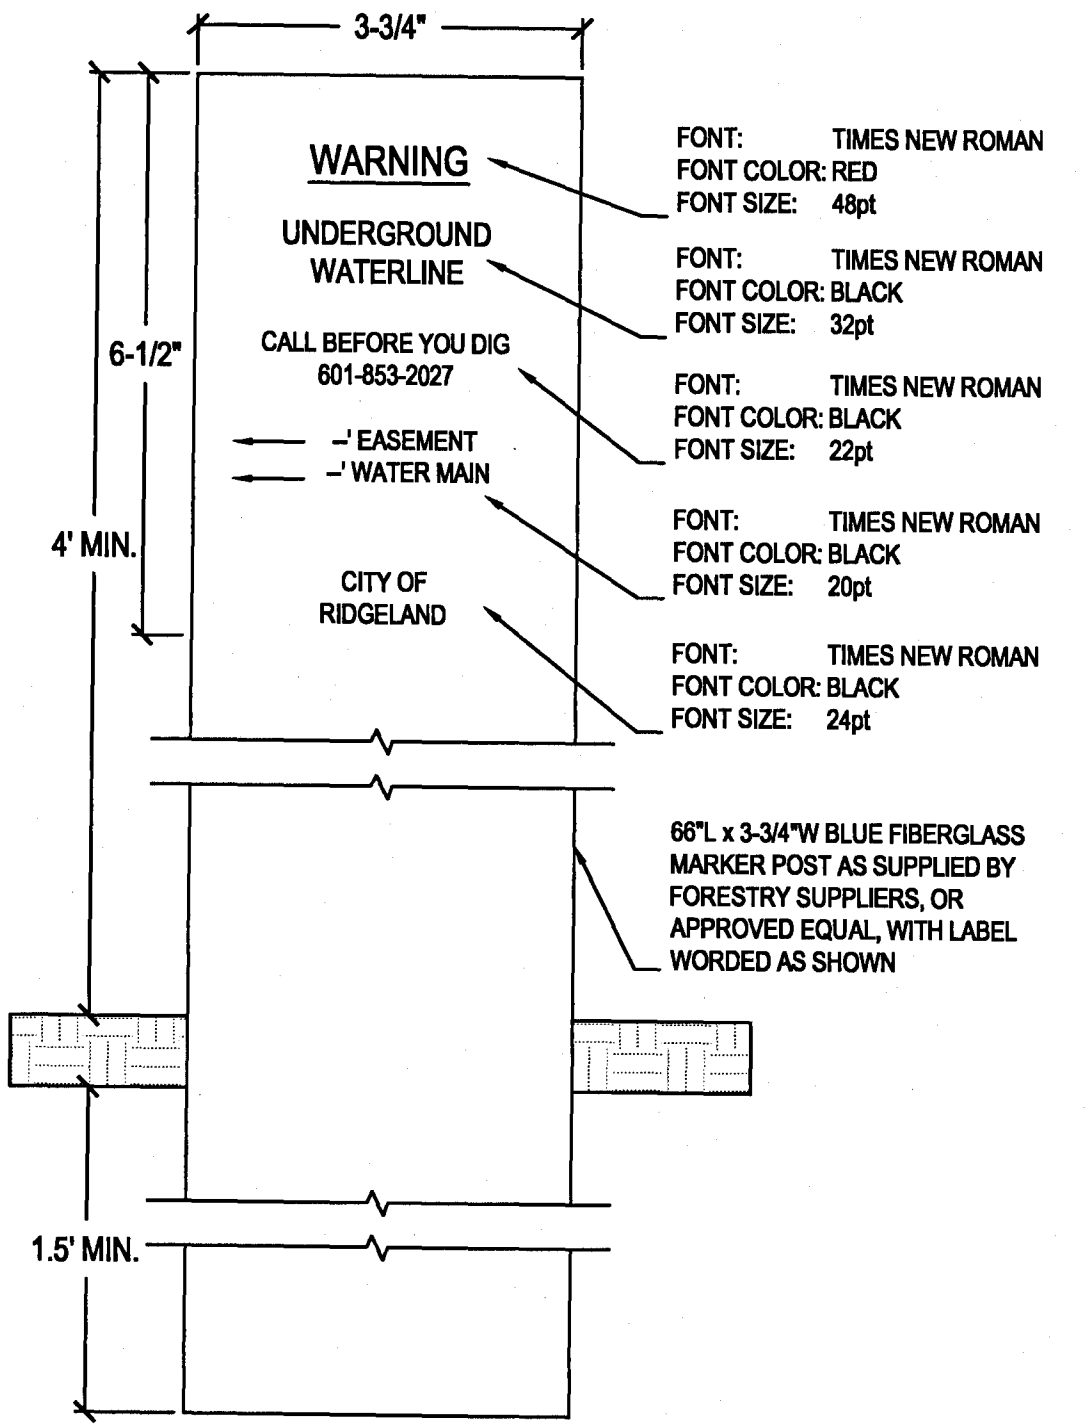 3-3/4"
WARNING
UNDERGROUND
WATERLINE
CALL BEFORE YOU DIG
601-853-2027
–' EASEMENT
–' WATER MAIN
CITY OF
RIDGELAND
6-1/2"
4' MIN.
1.5' MIN.
FONT: TIMES NEW ROMAN
FONT COLOR: RED
FONT SIZE: 48pt
FONT: TIMES NEW ROMAN
FONT COLOR: BLACK
FONT SIZE: 32pt
FONT: TIMES NEW ROMAN
FONT COLOR: BLACK
FONT SIZE: 22pt
FONT: TIMES NEW ROMAN
FONT COLOR: BLACK
FONT SIZE: 20pt
FONT: TIMES NEW ROMAN
FONT COLOR: BLACK
FONT SIZE: 24pt
66"L x 3-3/4"W BLUE FIBERGLASS
MARKER POST AS SUPPLIED BY
FORESTRY SUPPLIERS, OR
APPROVED EQUAL, WITH LABEL
WORDED AS SHOWN